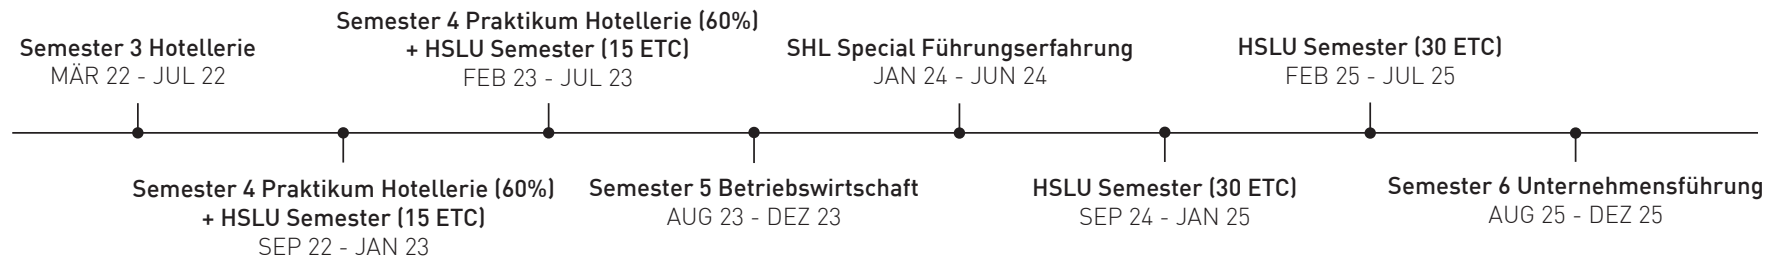 Semester 3 Hotellerie
MÄR 22 - JUL 22
Semester 4 Praktikum Hotellerie (60%)
+ HSLU Semester (15 ETC)
SEP 22 - JAN 23
Semester 4 Praktikum Hotellerie (60%)
+ HSLU Semester (15 ETC)
FEB 23 - JUL 23
Semester 5 Betriebswirtschaft
AUG 23 - DEZ 23
SHL Special Führungserfahrung
JAN 24 - JUN 24
HSLU Semester (30 ETC)
SEP 24 - JAN 25
HSLU Semester (30 ETC)
FEB 25 - JUL 25
Semester 6 Unternehmensführung
AUG 25 - DEZ 25